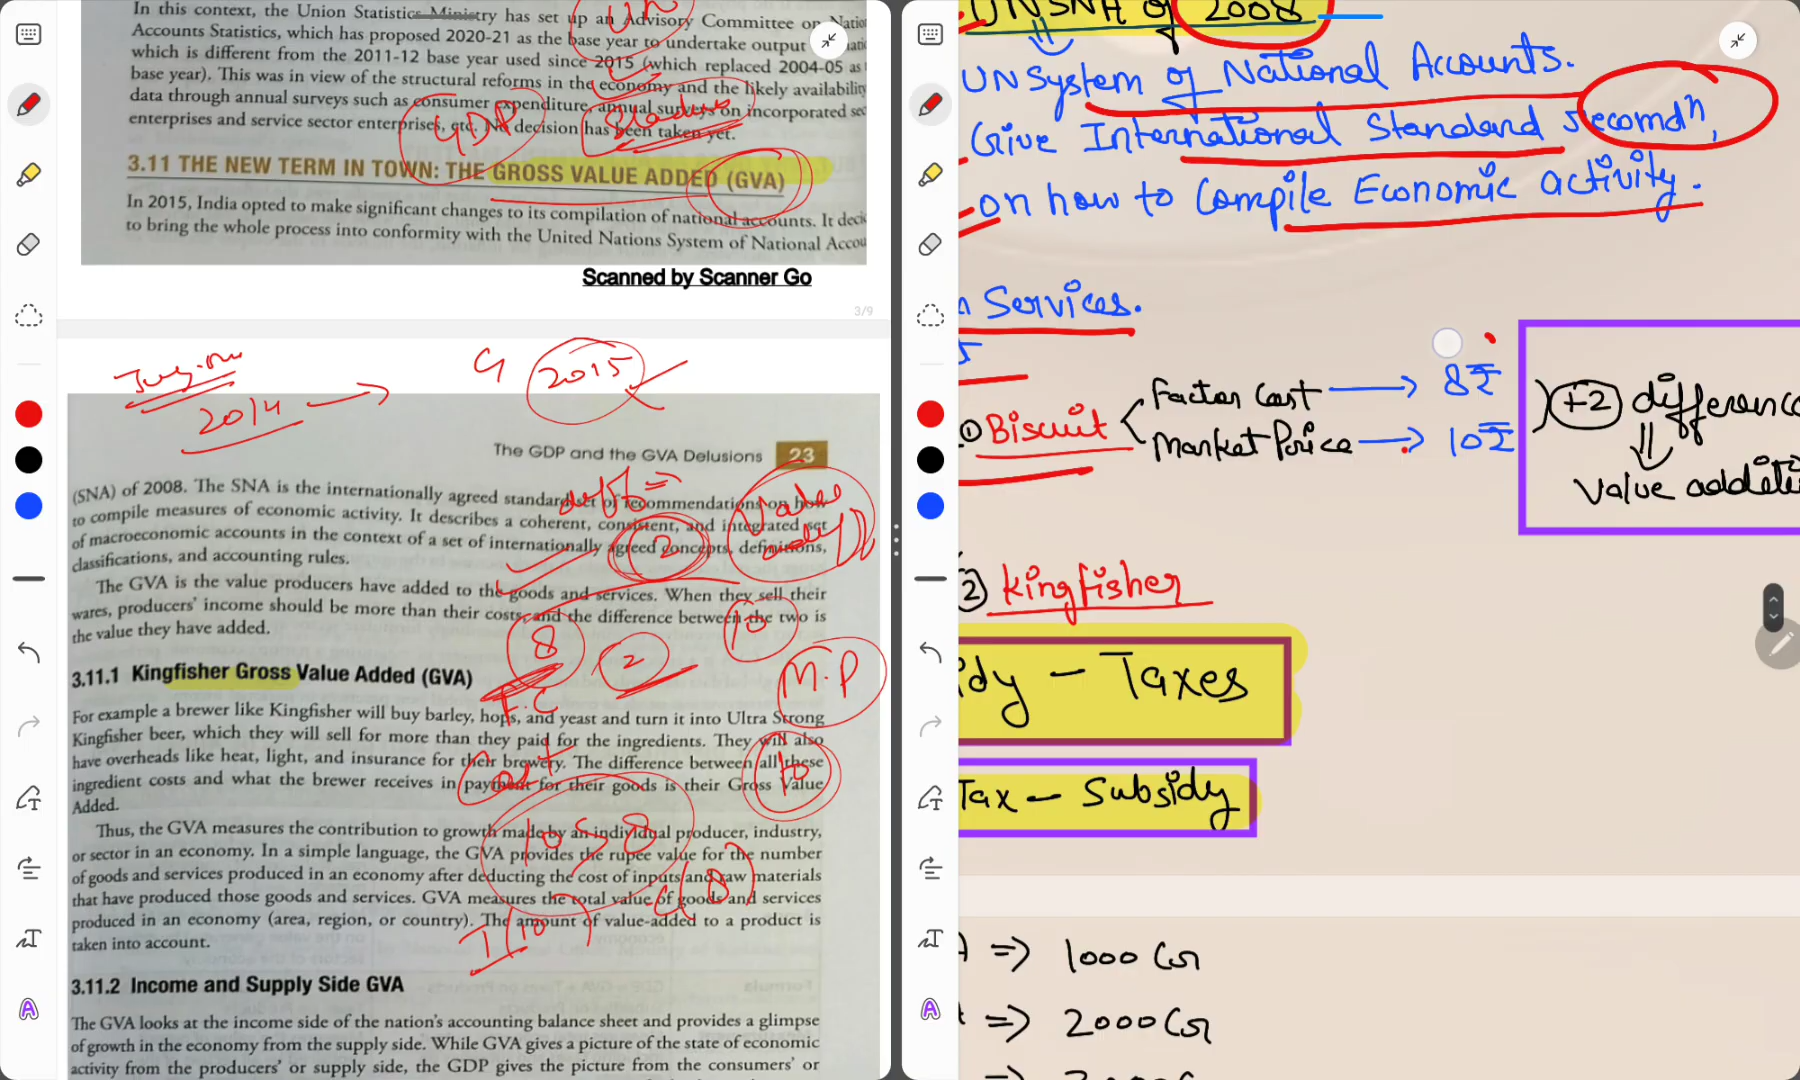 In this context, the Union Statistics Ministry has set up an Advisory Committee on Natio
Accounts Statistics, which has proposed 2020-21 as the base year to undertake output
which is different from the 2011-12 base year used since 2015 (which replaced 2004-05 as
base year). This was in view of the structural reforms in the economy and the likely availability
data through annual surveys such as consumer expenditure, annual surveys on incorporated sec
enterprises and service sector enterprises, etc. No decision has been taken yet.
GDP
3.11 THE NEW TERM IN TOWN: THE GROSS VALUE ADDED (GVA)
In 2015, India opted to make significant changes to its compilation of national accounts. It deci
to bring the whole process into conformity with the United Nations System of National Accou
Scanned by Scanner Go
3/9
2014
2015
The GDP and the GVA Delusions 23
(SNA) of 2008. The SNA is the internationally agreed standard set of recommendations on how
to compile measures of economic activity. It describes a coherent, consistent, and integrated set
of macroeconomic accounts in the context of a set of internationally agreed concepts, definitions,
classifications, and accounting rules.
Value
2
The GVA is the value producers have added to the goods and services. When they sell their
wares, producers' income should be more than their costs, and the difference between the two is
the value they have added.
8
2
10
F.C
M.P
3.11.1 Kingfisher Gross Value Added (GVA)
For example a brewer like Kingfisher will buy barley, hops, and yeast and turn it into Ultra Strong
Kingfisher beer, which they will sell for more than they paid for the ingredients. They will also
have overheads like heat, light, and insurance for their brewery. The difference between all these
ingredient costs and what the brewer receives in payment for their goods is their Gross Value
Added.
Cost
10
Thus, the GVA measures the contribution to growth made by an individual producer, industry,
or sector in an economy. In a simple language, the GVA provides the rupee value for the number
of goods and services produced in an economy after deducting the cost of inputs and raw materials
that have produced those goods and services. GVA measures the total value of goods and services
produced in an economy (area, region, or country). The amount of value-added to a product is
taken into account.
10 > 8
I (10)
(8)
3.11.2 Income and Supply Side GVA
The GVA looks at the income side of the nation's accounting balance sheet and provides a glimpse
of growth in the economy from the supply side. While GVA gives a picture of the state of economic
activity from the producers' or supply side, the GDP gives the picture from the consumers' or
UNSNA of 2008
UN System of National Accounts.
Give International Standard recomdn,
on how to Compile Economic activity.
Services.
① Biscuit
Factor Cost → 8₹
Market Price → 10₹
+2 difference
value additi
② Kingfisher
idy - Taxes
Tax - Subsidy
⇒ 1000 Cr
⇒ 2000 Cr